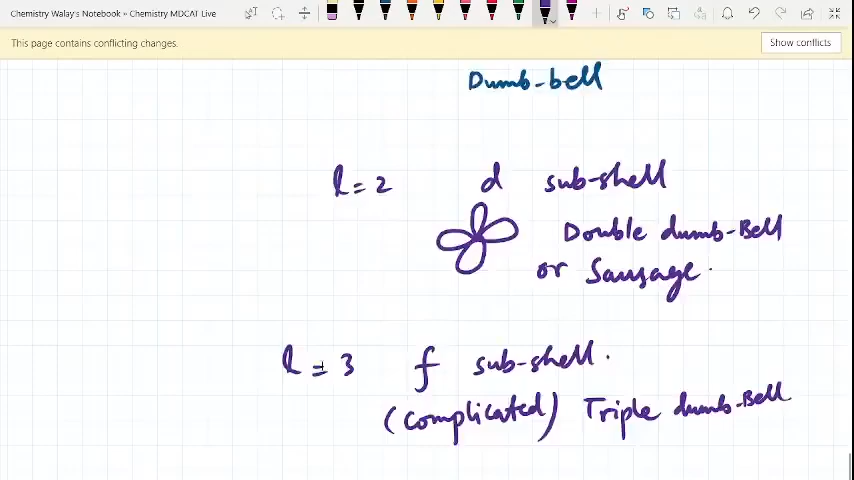 Chemistry Walay's Notebook » Chemistry MDCAT Live
This page contains conflicting changes.
Show conflicts
Dumb-bell
l = 2 d sub-shell
Double dumb-Bell
or Sausage.
l = 3 f sub-shell.
(complicated) Triple dumb-Bell